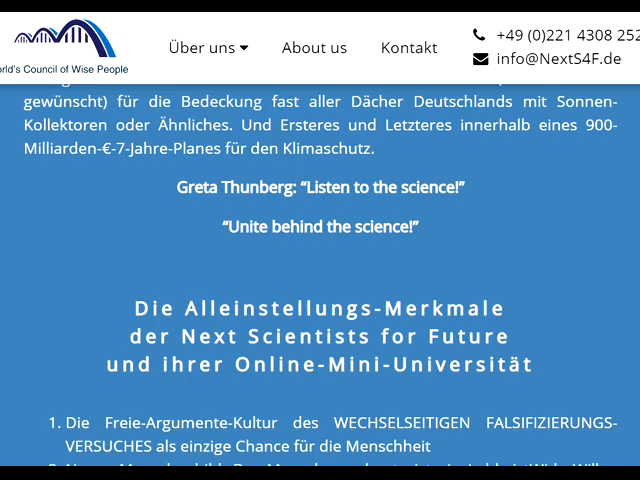 +49 (0)221 4308 252
Über uns
About us
Kontakt
info@NextS4F.de
orld's Council of Wise People
gewünscht) für die Bedeckung fast aller Dächer Deutschlands mit Sonnen-
Kollektoren oder Ähnliches. Und Ersteres und Letzteres innerhalb eines 900-
Milliarden-€-7-Jahre-Planes für den Klimaschutz.
Greta Thunberg: “Listen to the science!”
“Unite behind the science!”
Die Alleinstellungs-Merkmale
der Next Scientists for Future
und ihrer Online-Mini-Universität
1. Die Freie-Argumente-Kultur des WECHSELSEITIGEN FALSIFIZIERUNGS-
VERSUCHES als einzige Chance für die Menschheit